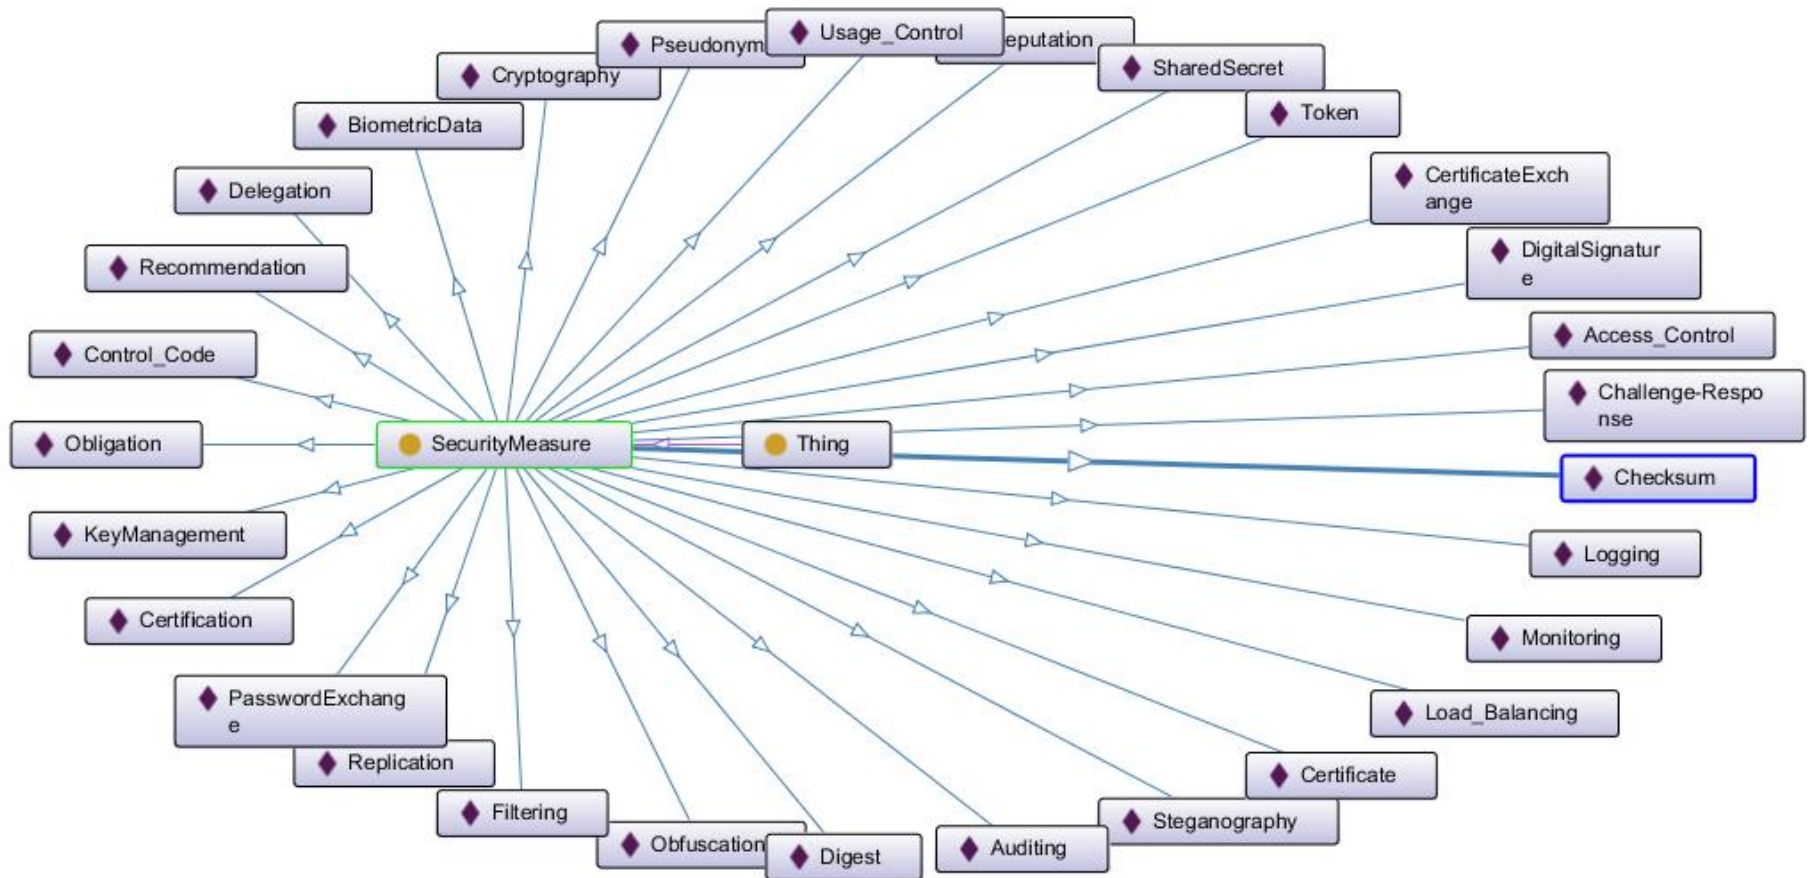 Usage_Control
eputation
Pseudonym
SharedSecret
Cryptography
Token
BiometricData
CertificateExch
ange
Delegation
DigitalSignatur
e
Recommendation
Access_Control
Control_Code
Challenge-Respo
nse
Obligation
SecurityMeasure
Thing
Checksum
KeyManagement
Logging
Certification
Monitoring
PasswordExchang
e
Load_Balancing
Replication
Certificate
Filtering
Steganography
Obfuscation
Digest
Auditing